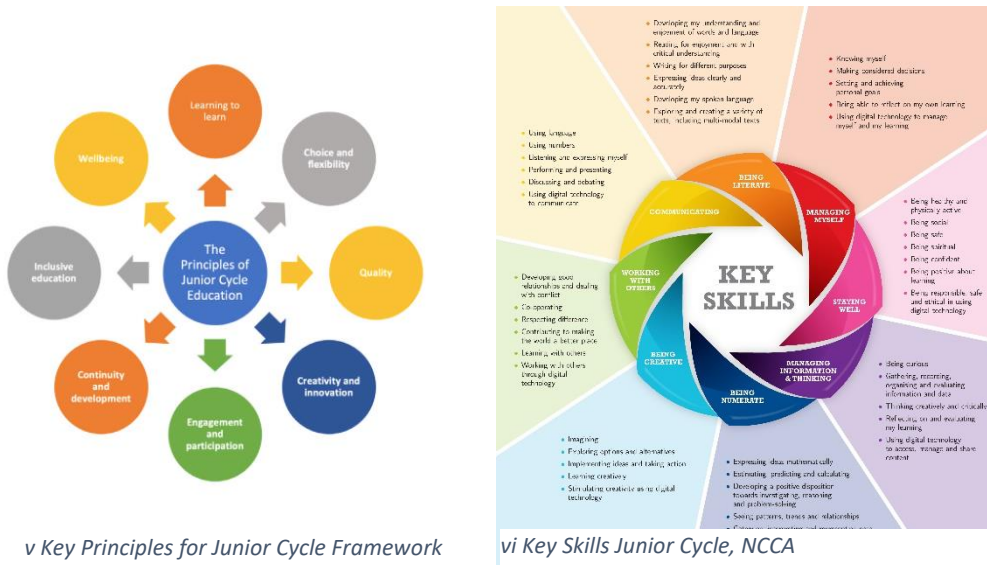 Learning to
learn
Choice and
flexibility
Quality
Creativity and
innovation
Engagement
and
participation
Continuity
and
development
Inclusive
education
Wellbeing
The
Principles of
Junior Cycle
Education
v Key Principles for Junior Cycle Framework
KEY
SKILLS
BEING
LITERATE
• Developing my understanding and
enjoyment of words and language
• Reading for enjoyment and with
critical understanding
• Writing for different purposes
• Expressing ideas clearly and
accurately
• Developing my spoken language
• Exploring and creating a variety of
texts, including multi-modal texts
MANAGING
MYSELF
• Knowing myself
• Making considered decisions
• Setting and achieving
personal goals
• Being able to reflect on my own learning
• Using digital technology to manage
myself and my learning
STAYING
WELL
• Being healthy and
physically active
• Being social
• Being safe
• Being spiritual
• Being confident
• Being positive about
learning
• Being responsible, safe
and ethical in using
digital technology
MANAGING
INFORMATION
& THINKING
• Being curious
• Gathering, recording,
organising and evaluating
information and data
• Thinking creatively and critically
• Reflecting on and evaluating
my learning
• Using digital technology
to access, manage and share
content
BEING
NUMERATE
• Expressing ideas mathematically
• Estimating, predicting and calculating
• Developing a positive disposition
towards investigating, reasoning
and problem-solving
• Seeing patterns, trends and relationships
BEING
CREATIVE
• Imagining
• Exploring options and alternatives
• Implementing ideas and taking action
• Learning creatively
• Stimulating creativity using digital
technology
WORKING
WITH
OTHERS
• Developing good
relationships and dealing
with conflict
• Co-operating
• Respecting difference
• Contributing to making
the world a better place
• Learning with others
• Working with others
through digital
technology
COMMUNICATING
• Using language
• Using numbers
• Listening and expressing myself
• Performing and presenting
• Discussing and debating
• Using digital technology
to communicate
vi Key Skills Junior Cycle, NCCA